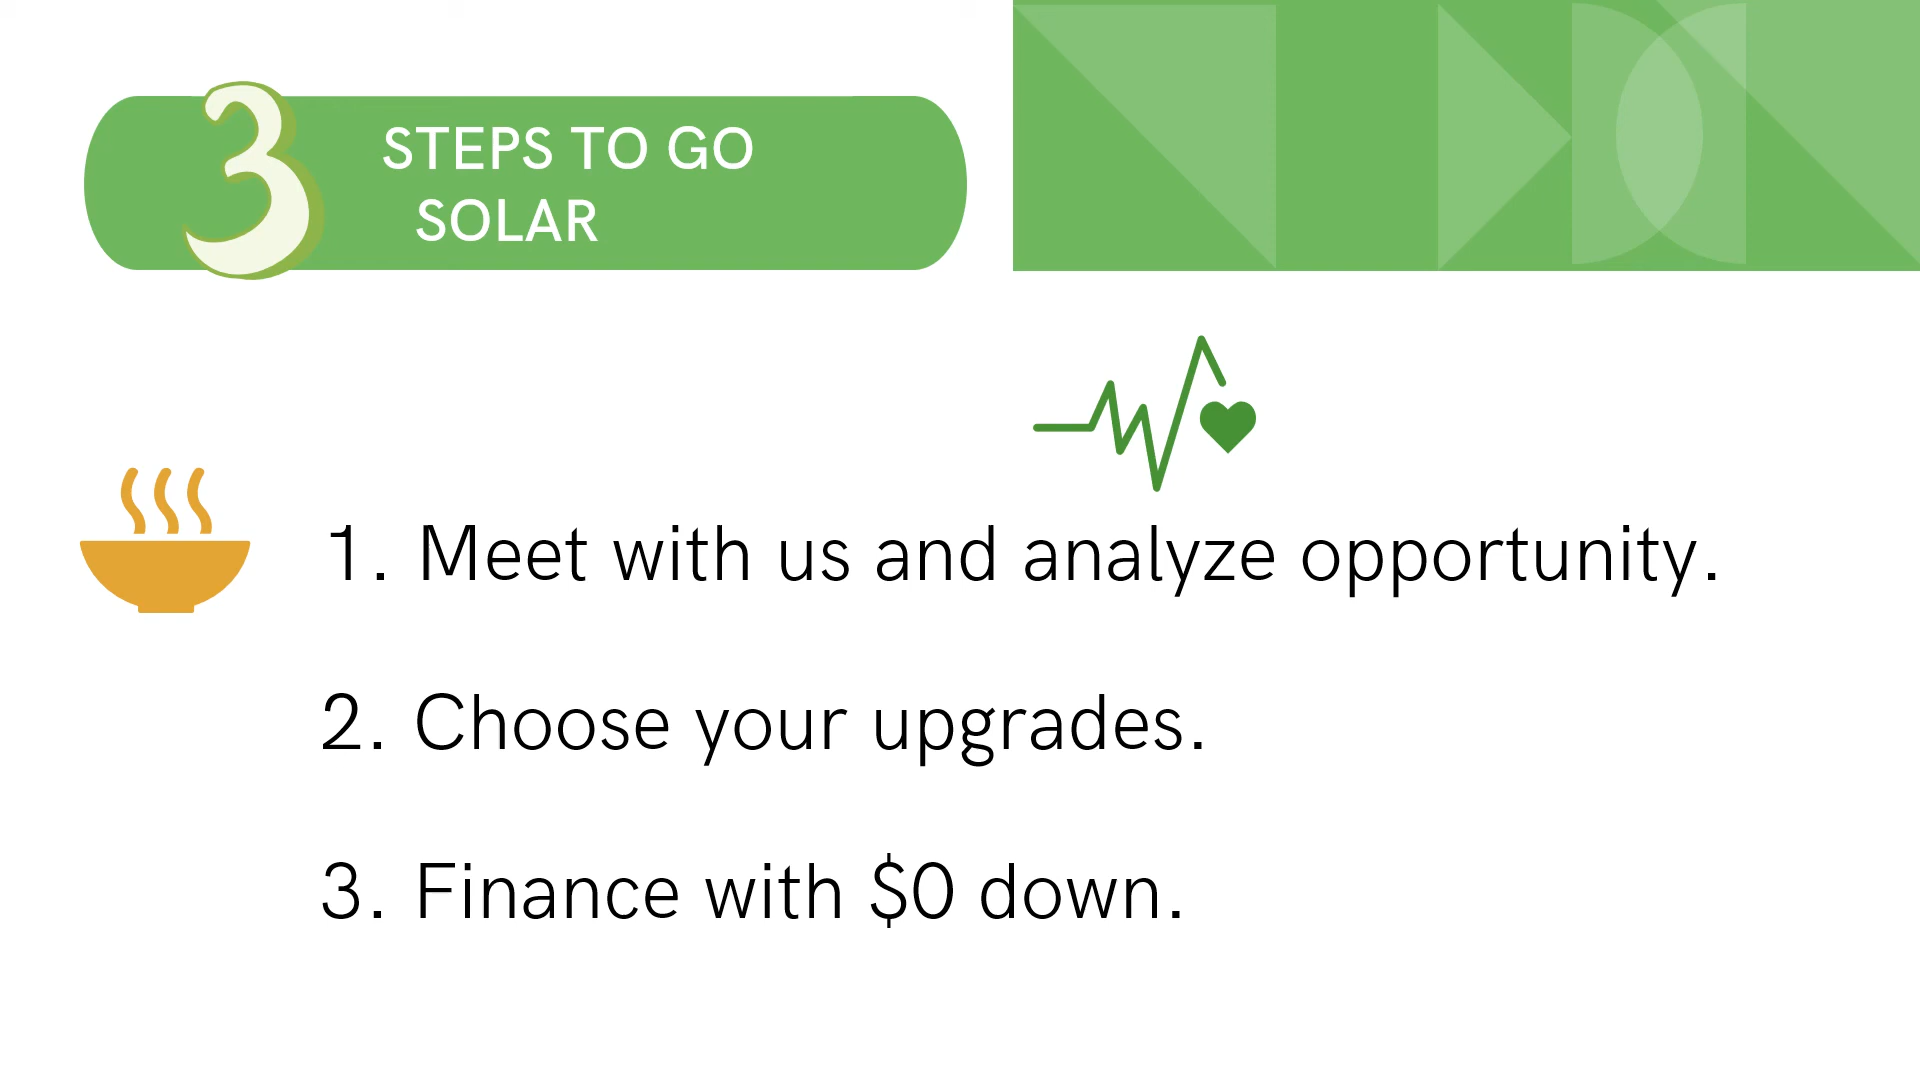 3
STEPS TO GO
SOLAR
1. Meet with us and analyze opportunity.
2. Choose your upgrades.
3. Finance with $0 down.